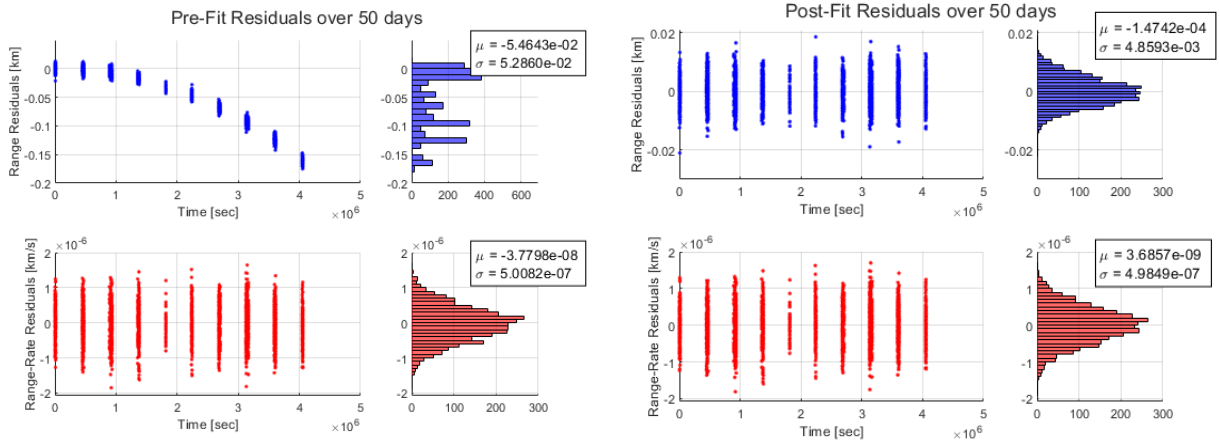 Pre-Fit Residuals over 50 days
Range Residuals [km]
0
-0.05
-0.1
-0.15
-0.2
0 1 2 3 4 5
Time [sec]
×10^6
μ = -5.4643e-02
σ = 5.2860e-02
0
-0.05
-0.1
-0.15
-0.2
0 200 400 600
Range-Rate Residuals [km/s]
×10^-6
2
1
0
-1
-2
0 1 2 3 4 5
Time [sec]
×10^6
×10^-6
μ = -3.7798e-08
σ = 5.0082e-07
2
1
0
-1
-2
0 100 200 300
Post-Fit Residuals over 50 days
Range Residuals [km]
0.02
0
-0.02
0 1 2 3 4 5
Time [sec]
×10^6
μ = -1.4742e-04
σ = 4.8593e-03
0.02
0
-0.02
0 100 200 300
Range-Rate Residuals [km/s]
×10^-6
2
1
0
-1
-2
0 1 2 3 4 5
Time [sec]
×10^6
×10^-6
μ = 3.6857e-09
σ = 4.9849e-07
2
1
0
-1
-2
0 100 200 300